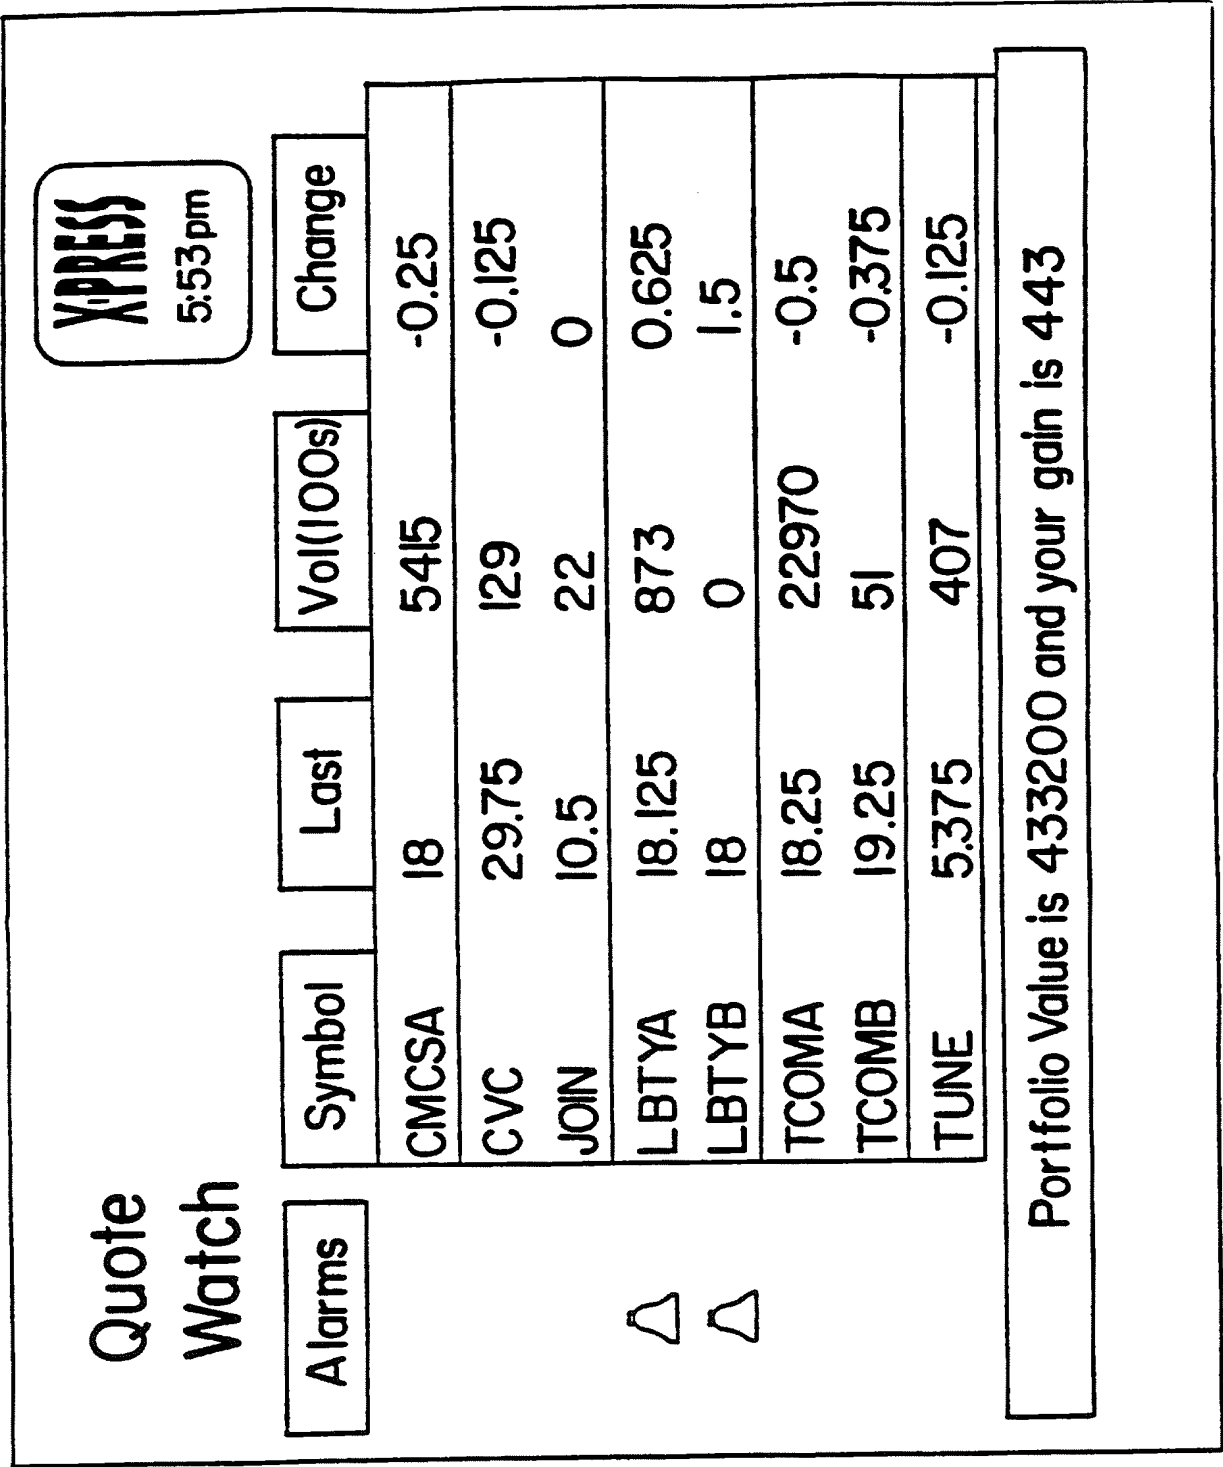 Quote
Watch
X·PRESS
5:53pm
Alarms Symbol Last Vol(100s) Change
CMCSA 18 5415 -0.25
CVC 29.75 129 -0.125
JOIN 10.5 22 0
LBTYA 18.125 873 0.625
LBTYB 18 0 1.5
TCOMA 18.25 22970 -0.5
TCOMB 19.25 51 -0.375
TUNE 5.375 407 -0.125
Portfolio Value is 433200 and your gain is 443